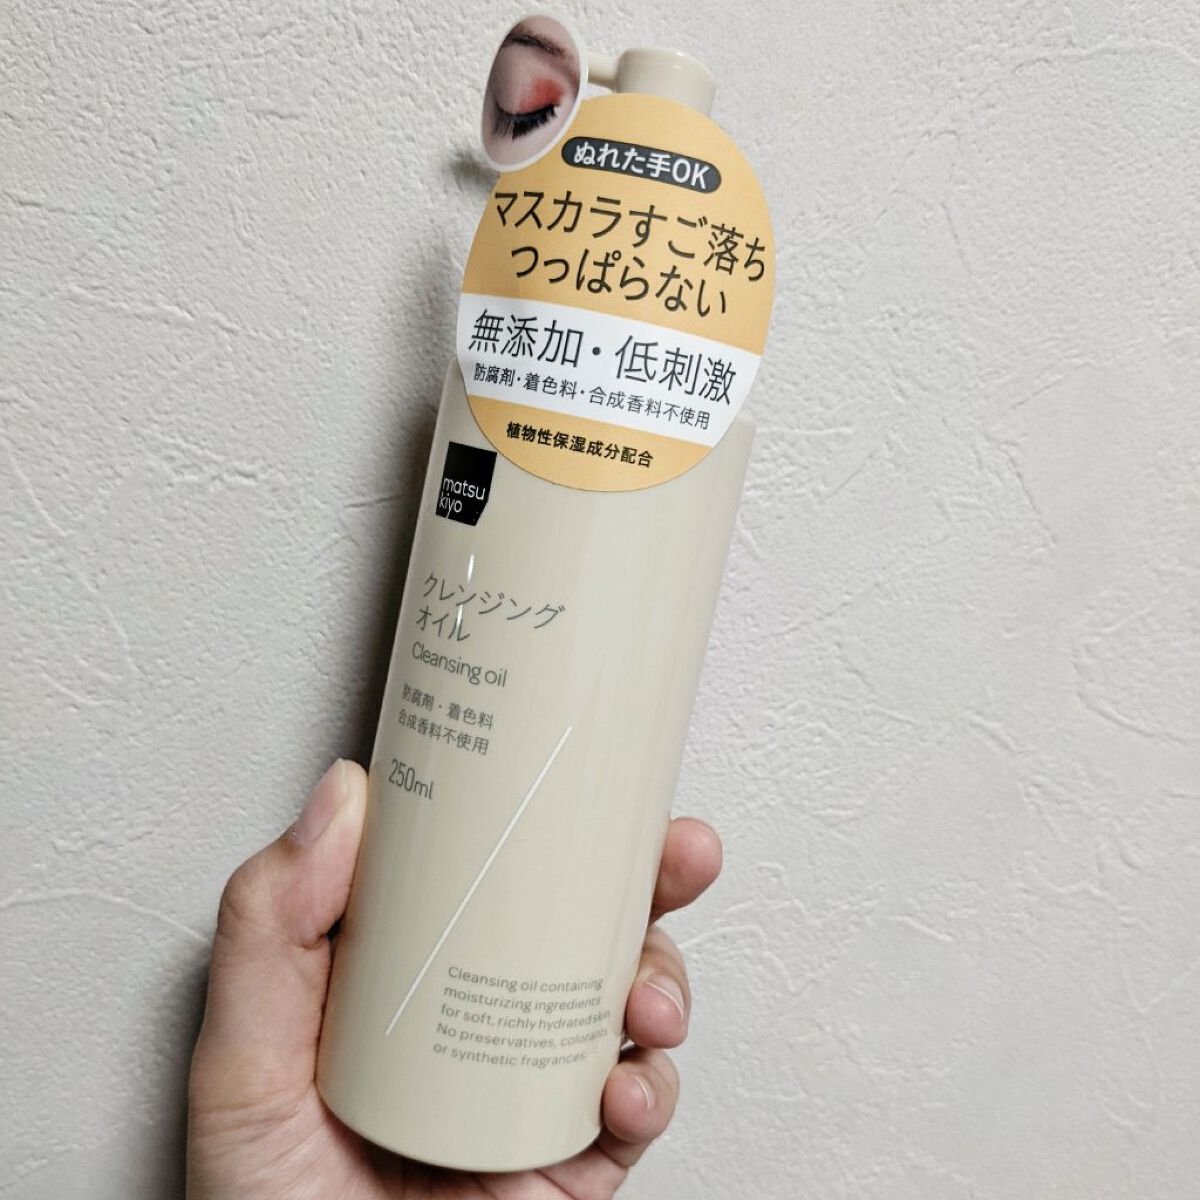 ぬれた手OK
マスカラすご落ち
つっぱらない
無添加・低刺激
防腐剤・着色料・合成香料不使用
植物性保湿成分配合
matsu
kiyo
クレンジング
オイル
Cleansing oil
防腐剤・着色料
合成香料不使用
250ml
Cleansing oil containing
moisturizing ingredients
for soft, richly hydrated skin.
No preservatives, colorants
or synthetic fragrances.